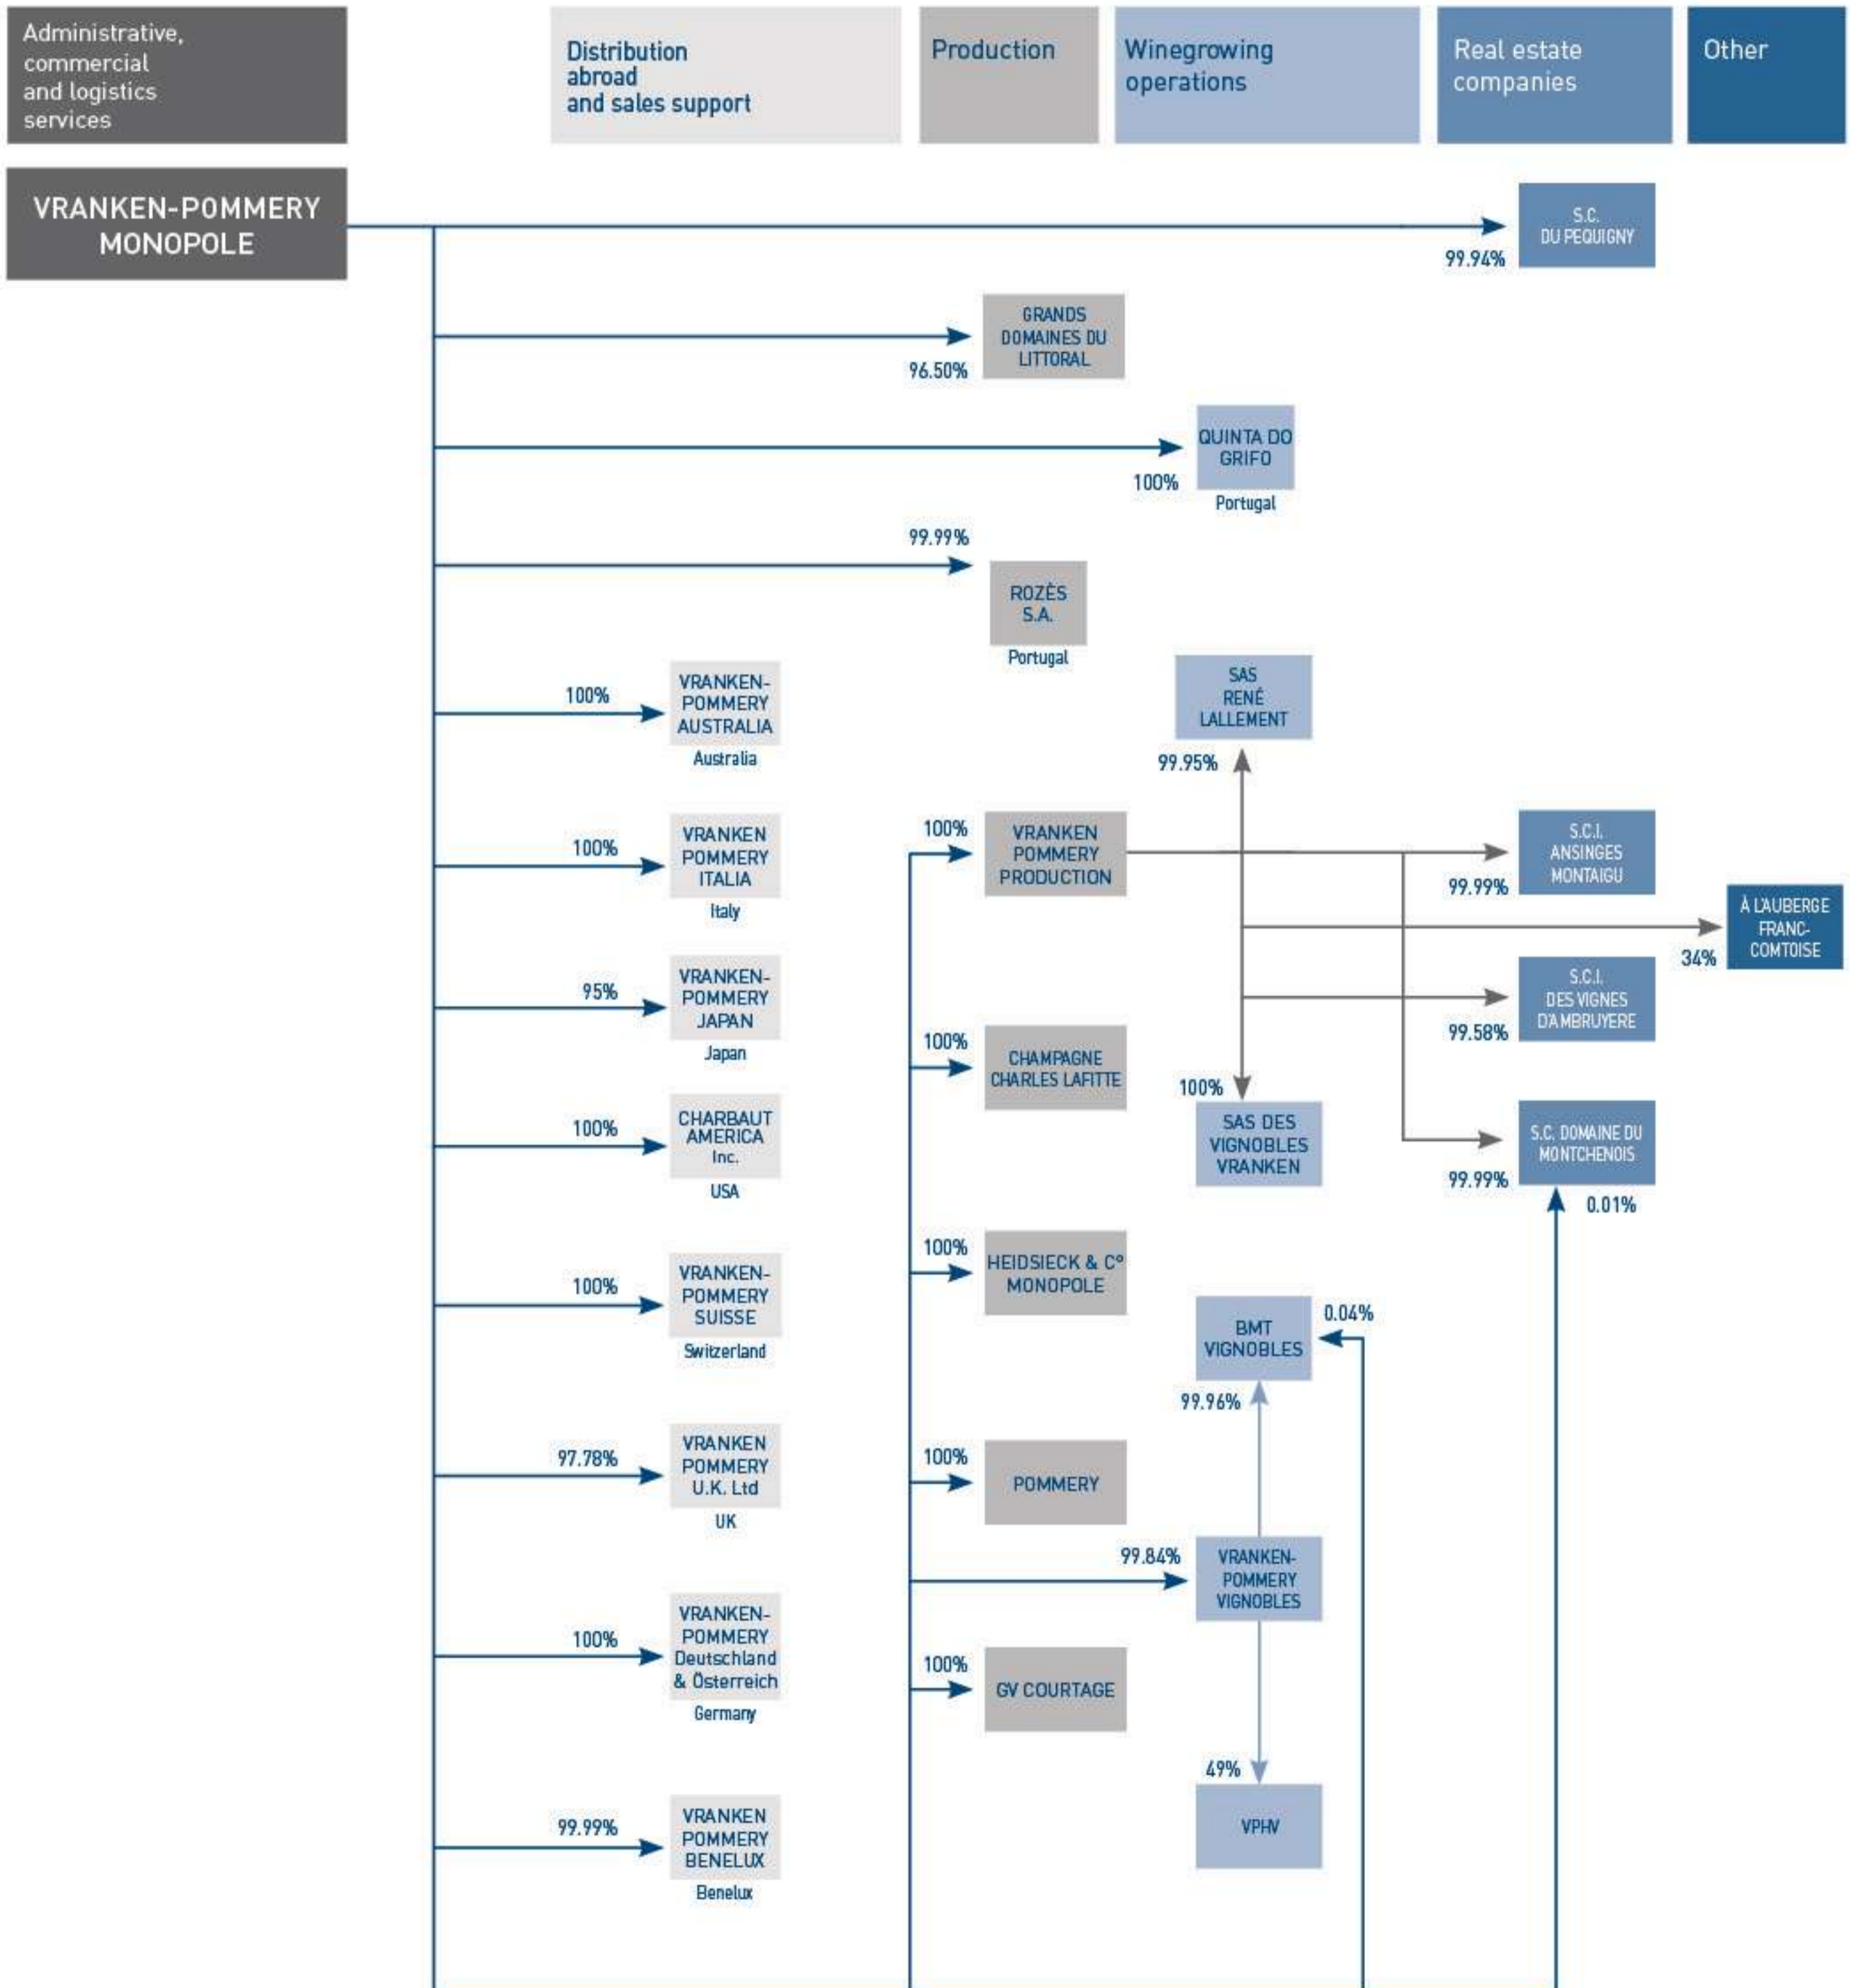 Administrative,
commercial
and logistics
services
Distribution
abroad
and sales support
Production
Winegrowing
operations
Real estate
companies
Other
VRANKEN-POMMERY
MONOPOLE
S.C.
DU PEQUIGNY
99.94%
GRANDS
DOMAINES DU
LITTORAL
96.50%
QUINTA DO
GRIFO
100%
Portugal
99.99%
ROZÈS
S.A.
Portugal
100%
VRANKEN-
POMMERY
AUSTRALIA
Australia
100%
VRANKEN
POMMERY
ITALIA
Italy
95%
VRANKEN-
POMMERY
JAPAN
Japan
100%
CHARBAUT
AMERICA
Inc.
USA
100%
VRANKEN-
POMMERY
SUISSE
Switzerland
97.78%
VRANKEN
POMMERY
U.K. Ltd
UK
100%
VRANKEN-
POMMERY
Deutschland
& Österreich
Germany
99.99%
VRANKEN
POMMERY
BENELUX
Benelux
100%
VRANKEN
POMMERY
PRODUCTION
100%
CHAMPAGNE
CHARLES LAFITTE
100%
HEIDSIECK & C°
MONOPOLE
100%
POMMERY
99.84%
VRANKEN-
POMMERY
VIGNOBLES
100%
GV COURTAGE
SAS
RENÉ
LALLEMENT
99.95%
100%
SAS DES
VIGNOBLES
VRANKEN
BMT
VIGNOBLES
0.04%
99.96%
49%
VPHV
S.C.I.
ANSINGES
MONTAIGU
99.99%
À L'AUBERGE
FRANC-
COMTOISE
34%
S.C.I.
DES VIGNES
D'AMBRUYERE
99.58%
S.C. DOMAINE DU
MONTCHENOIS
99.99%
0.01%